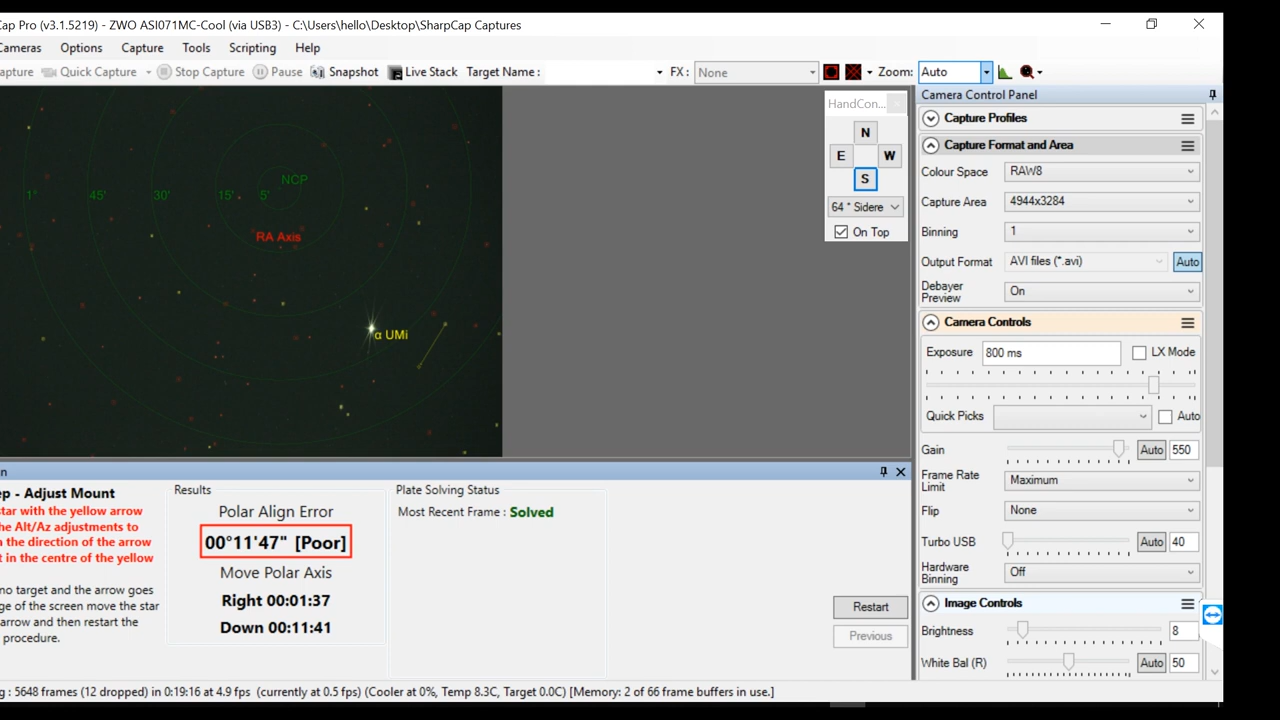 Cap Pro (v3.1.5219) - ZWO ASI071MC-Cool (via USB3) - C:\Users\hello\Desktop\SharpCap Captures
Cameras Options Capture Tools Scripting Help
apture Quick Capture Stop Capture Pause Snapshot Live Stack Target Name : FX : None Zoom: Auto
HandCon...
N
E W
S
64 * Sidere
On Top
NCP
1° 45' 30' 15' 5'
RA Axis
α UMi
Camera Control Panel
Capture Profiles
Capture Format and Area
Colour Space RAW8
Capture Area 4944x3284
Binning 1
Output Format AVI files (*.avi) Auto
Debayer Preview On
Camera Controls
Exposure 800 ms LX Mode
Quick Picks Auto
Gain Auto 550
Frame Rate Limit Maximum
Flip None
Turbo USB Auto 40
Hardware Binning Off
Image Controls
Brightness 8
White Bal (R) Auto 50
n
ep - Adjust Mount
star with the yellow arrow
he Alt/Az adjustments to
n the direction of the arrow
t in the centre of the yellow
no target and the arrow goes
ge of the screen move the star
arrow and then restart the
procedure.
Results
Polar Align Error
00°11'47" [Poor]
Move Polar Axis
Right 00:01:37
Down 00:11:41
Plate Solving Status
Most Recent Frame : Solved
Restart
Previous
g : 5648 frames (12 dropped) in 0:19:16 at 4.9 fps (currently at 0.5 fps) (Cooler at 0%, Temp 8.3C, Target 0.0C) [Memory: 2 of 66 frame buffers in use.]